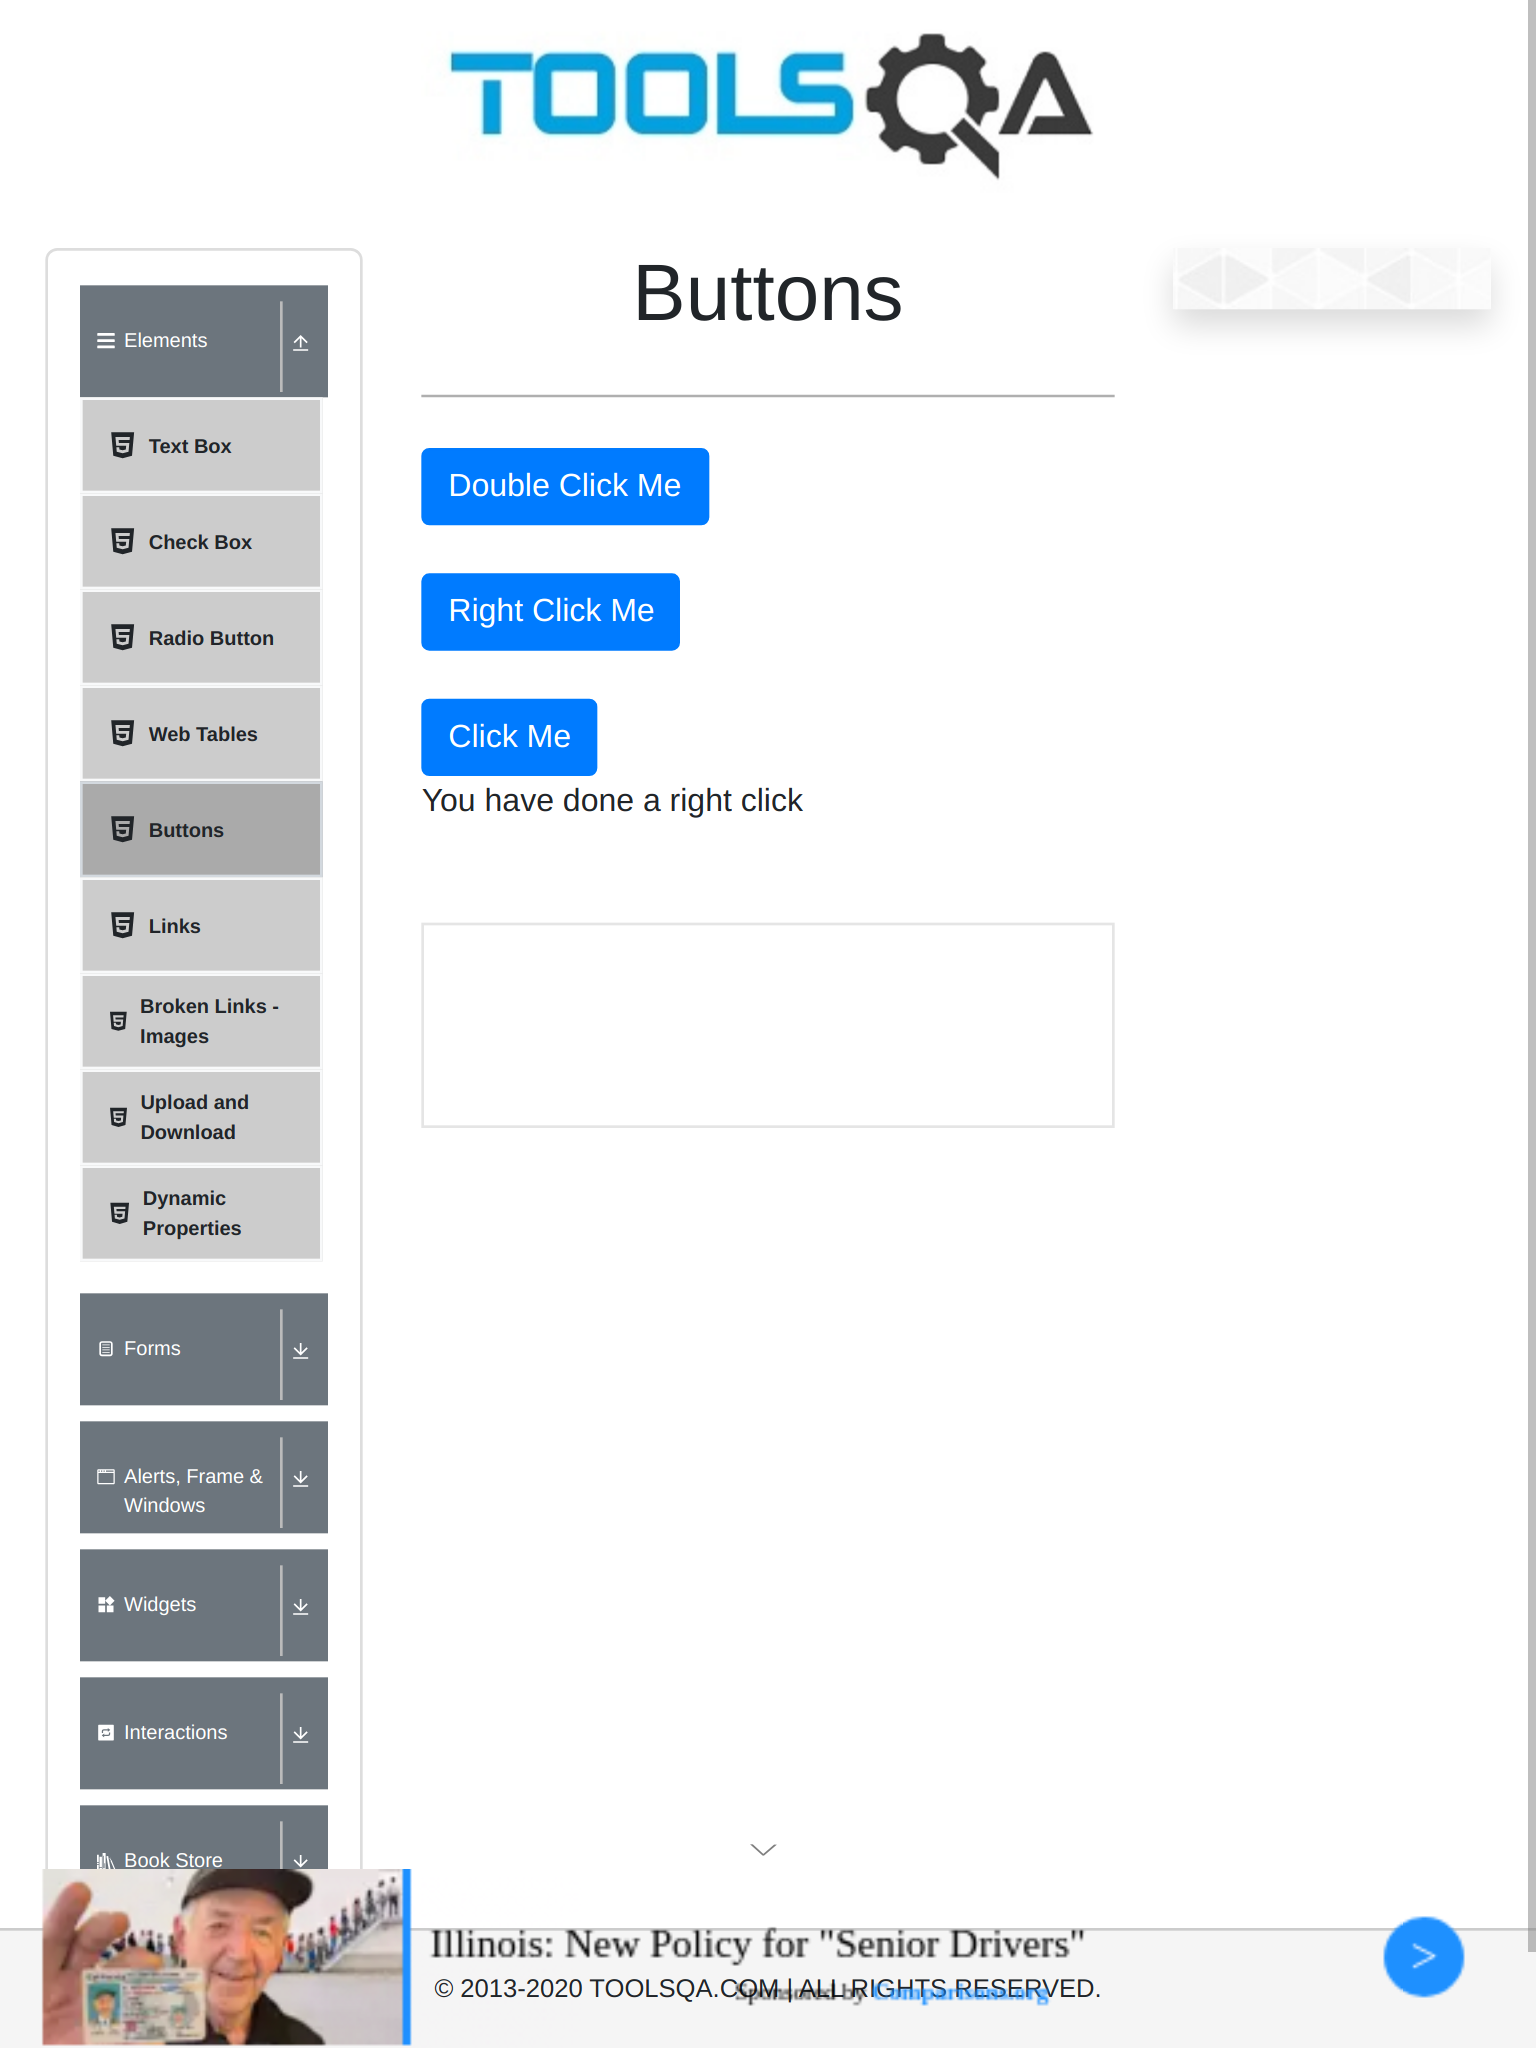 TOOLSQA
Buttons
Elements
Text Box
Check Box
Radio Button
Web Tables
Buttons
Links
Broken Links -
Images
Upload and
Download
Dynamic
Properties
Forms
Alerts, Frame &
Windows
Widgets
Interactions
Book Store
Double Click Me
Right Click Me
Click Me
You have done a right click
Illinois: New Policy for "Senior Drivers"
© 2013-2020 TOOLSQA.COM | ALL RIGHTS RESERVED.
Sponsored by Comparisons.org
>